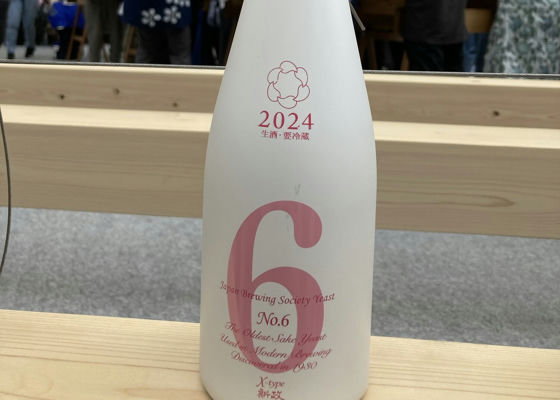 2024
生酒・要冷蔵
6
Japan Brewing Society Yeast
No.6
The Oldest Sake Yeast
Used in Modern Brewing
Discovered in 1930
X-type
新政